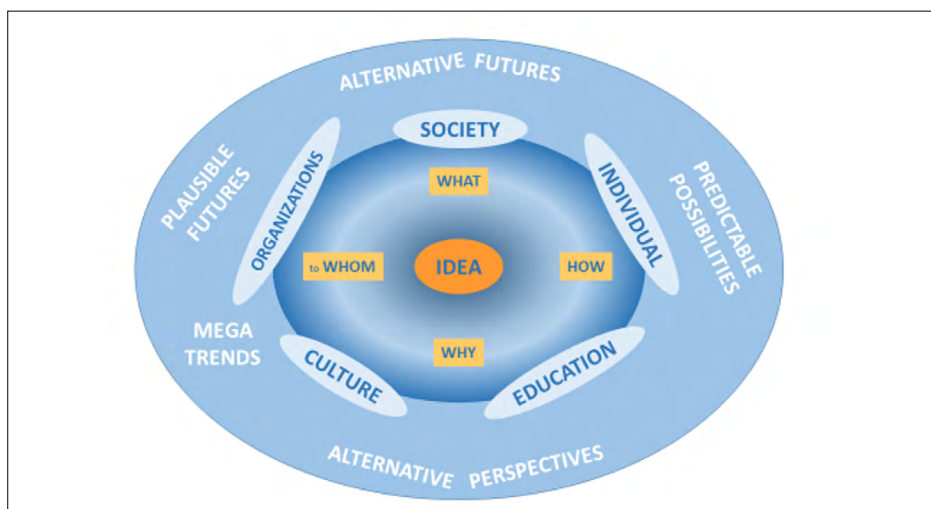 ALTERNATIVE FUTURES
SOCIETY
PLAUSIBLE
FUTURES
ORGANIZATIONS
INDIVIDUAL
PREDICTABLE
POSSIBILITIES
WHAT
to WHOM
IDEA
HOW
WHY
MEGA
TRENDS
CULTURE
EDUCATION
ALTERNATIVE PERSPECTIVES